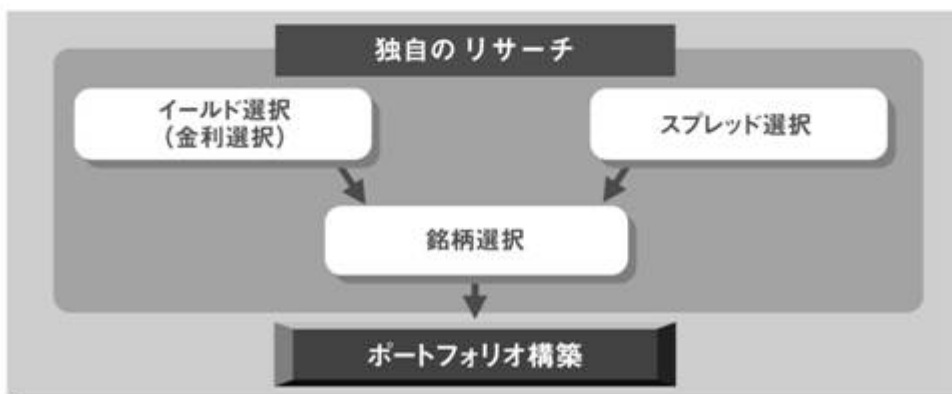 独自のリサーチ
イールド選択
(金利選択)
スプレッド選択
銘柄選択
ポートフォリオ構築